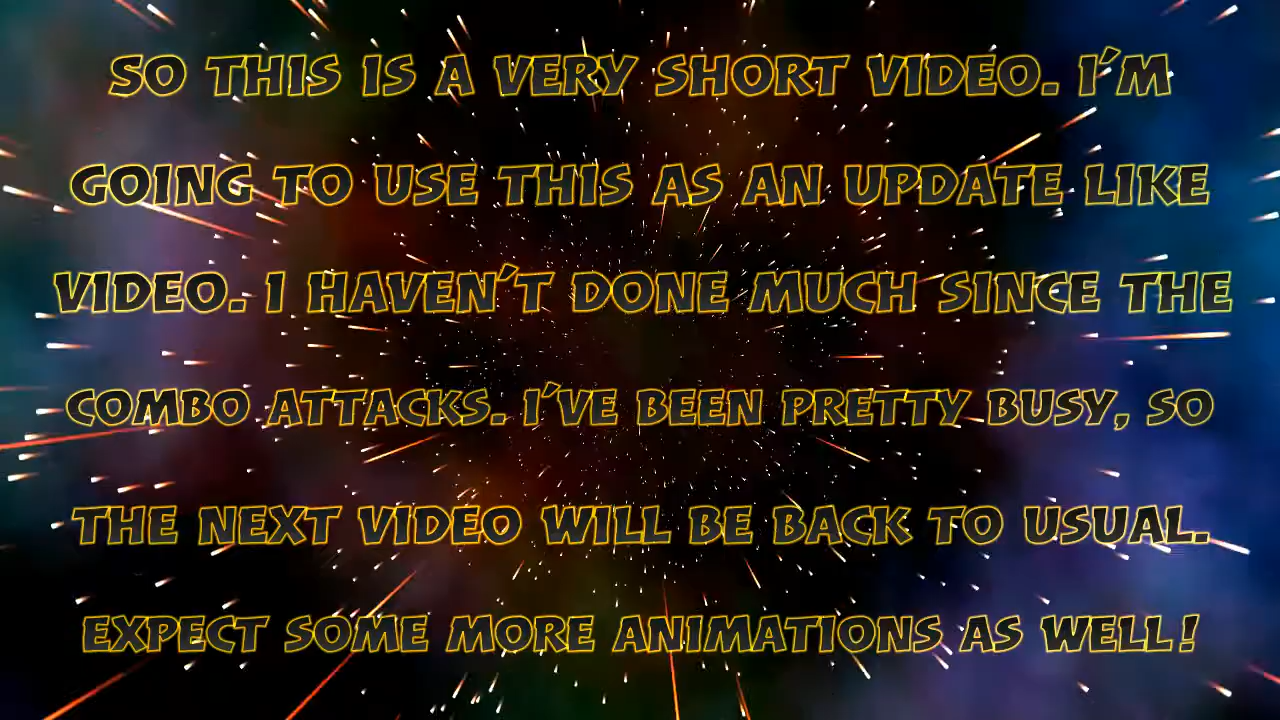 SO THIS IS A VERY SHORT VIDEO. I'M
GOING TO USE THIS AS AN UPDATE LIKE
VIDEO. I HAVEN'T DONE MUCH SINCE THE
COMBO ATTACKS. I'VE BEEN PRETTY BUSY, SO
THE NEXT VIDEO WILL BE BACK TO USUAL.
EXPECT SOME MORE ANIMATIONS AS WELL!